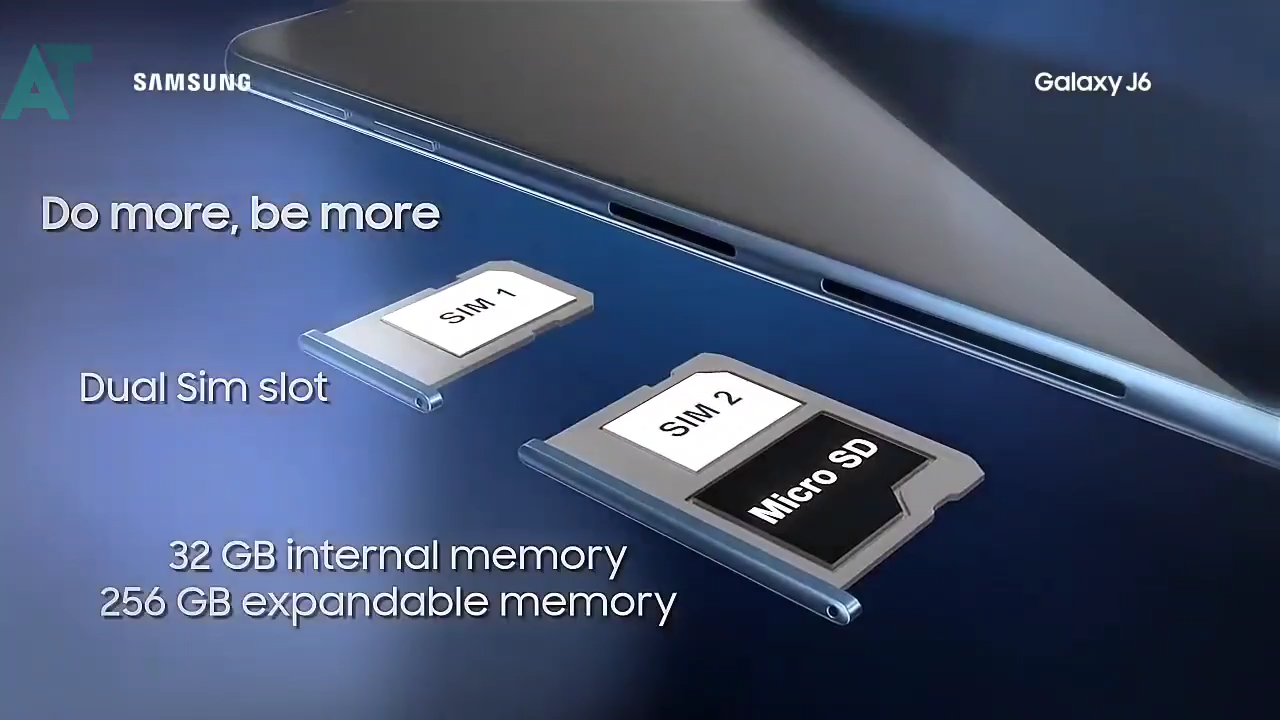 AT
SAMSUNG
Galaxy J6
Do more, be more
SIM 1
Dual Sim slot
SIM 2
Micro SD
32 GB internal memory
256 GB expandable memory